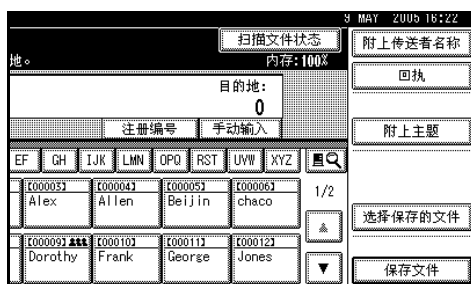 9 MAY 2005 16:22
扫描文件状态
附上传送者名称
地。
内存:100%
回执
目的地:
0
注册编号
手动输入
附上主题
EF GH IJK LMN OPQ RST UVW XYZ
1/2
[00003] [00004] [00005] [00006]
Alex Allen Beijin chaco
选择保存的文件
[00009] [00010] [00011] [00012]
Dorothy Frank George Jones
▲
▼
保存文件